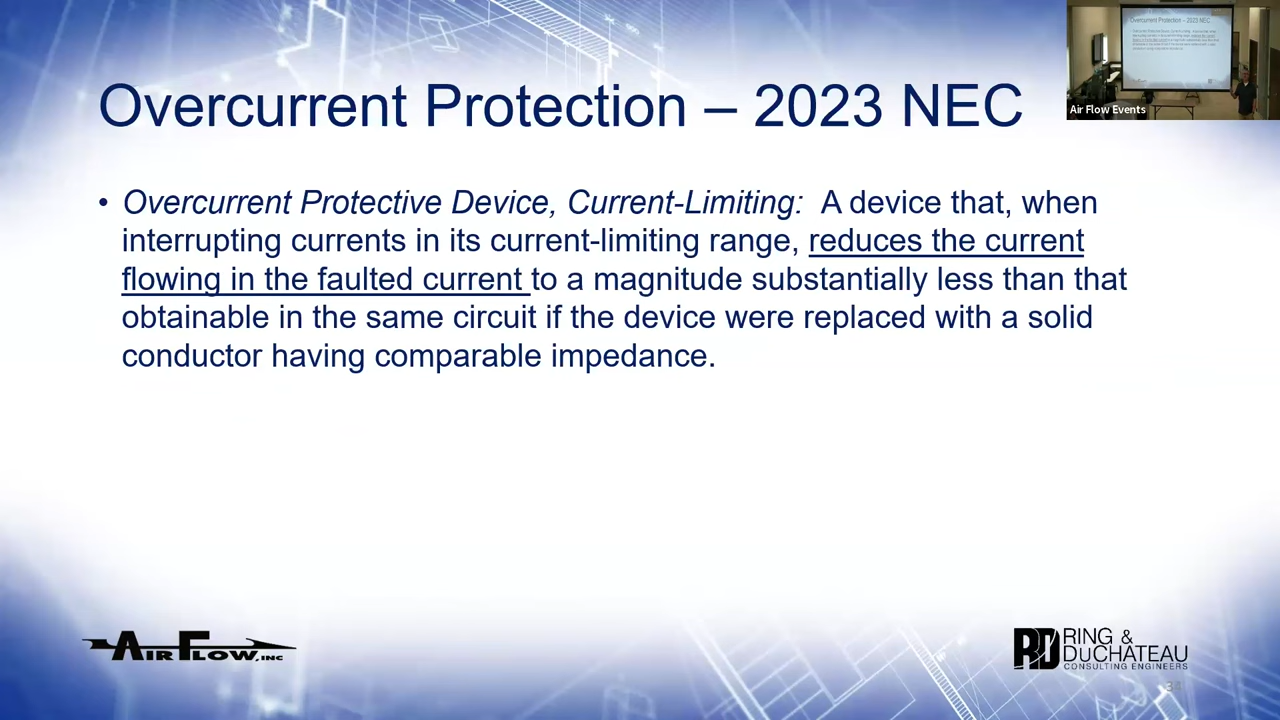 Overcurrent Protection – 2023 NEC
Air Flow Events
• Overcurrent Protective Device, Current-Limiting: A device that, when
interrupting currents in its current-limiting range, reduces the current
flowing in the faulted current to a magnitude substantially less than that
obtainable in the same circuit if the device were replaced with a solid
conductor having comparable impedance.
AIR FLOW, INC
RD RING &
DUCHATEAU
CONSULTING ENGINEERS